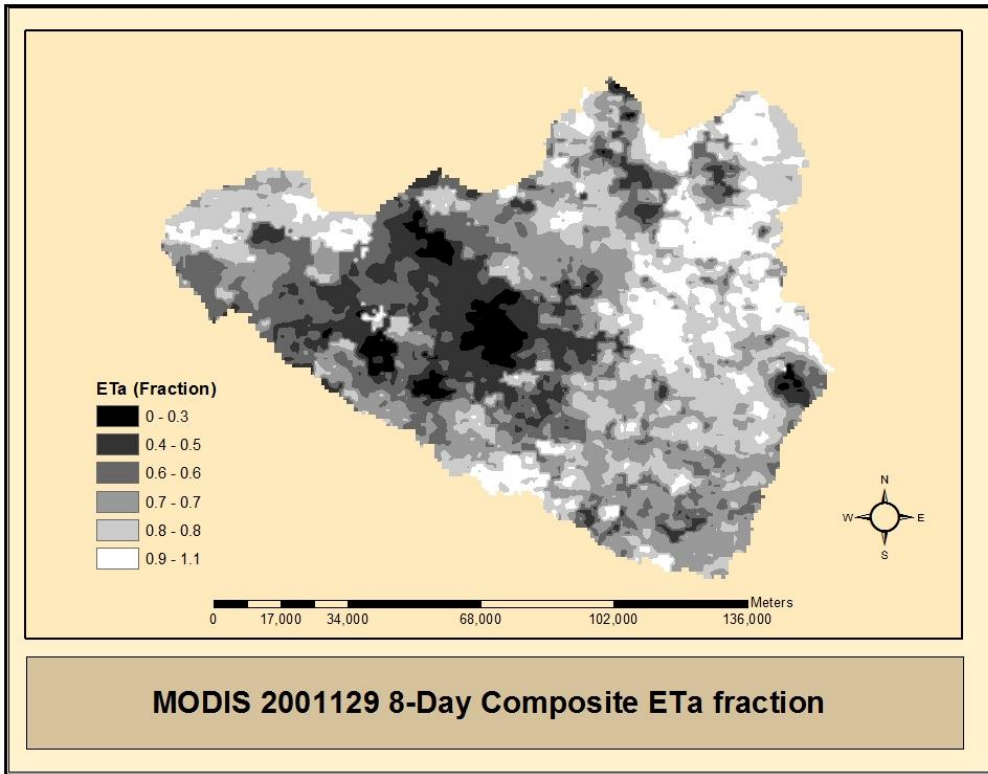 ETa (Fraction)
0 - 0.3
0.4 - 0.5
0.6 - 0.6
0.7 - 0.7
0.8 - 0.8
0.9 - 1.1
N
W E
S
Meters
0 17,000 34,000 68,000 102,000 136,000
MODIS 2001129 8-Day Composite ETa fraction